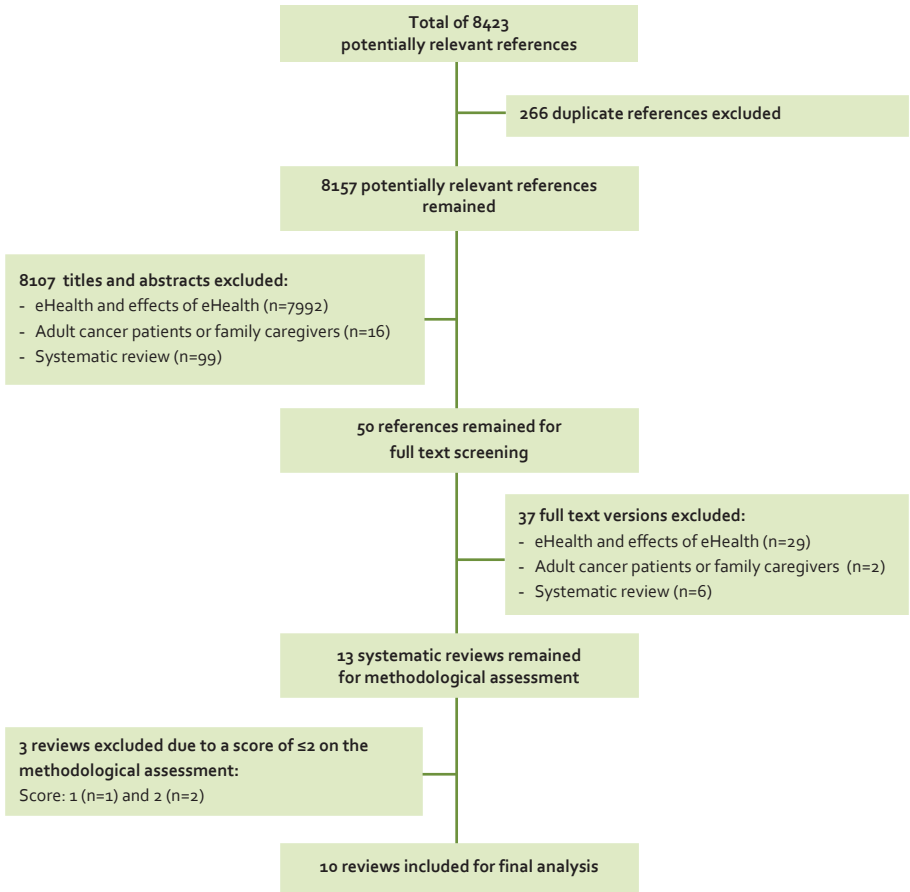 Total of 8423
potentially relevant references
266 duplicate references excluded
8157 potentially relevant references
remained
8107 titles and abstracts excluded:
- eHealth and effects of eHealth (n=7992)
- Adult cancer patients or family caregivers (n=16)
- Systematic review (n=99)
50 references remained for
full text screening
37 full text versions excluded:
- eHealth and effects of eHealth (n=29)
- Adult cancer patients or family caregivers (n=2)
- Systematic review (n=6)
13 systematic reviews remained
for methodological assessment
3 reviews excluded due to a score of ≤2 on the
methodological assessment:
Score: 1 (n=1) and 2 (n=2)
10 reviews included for final analysis